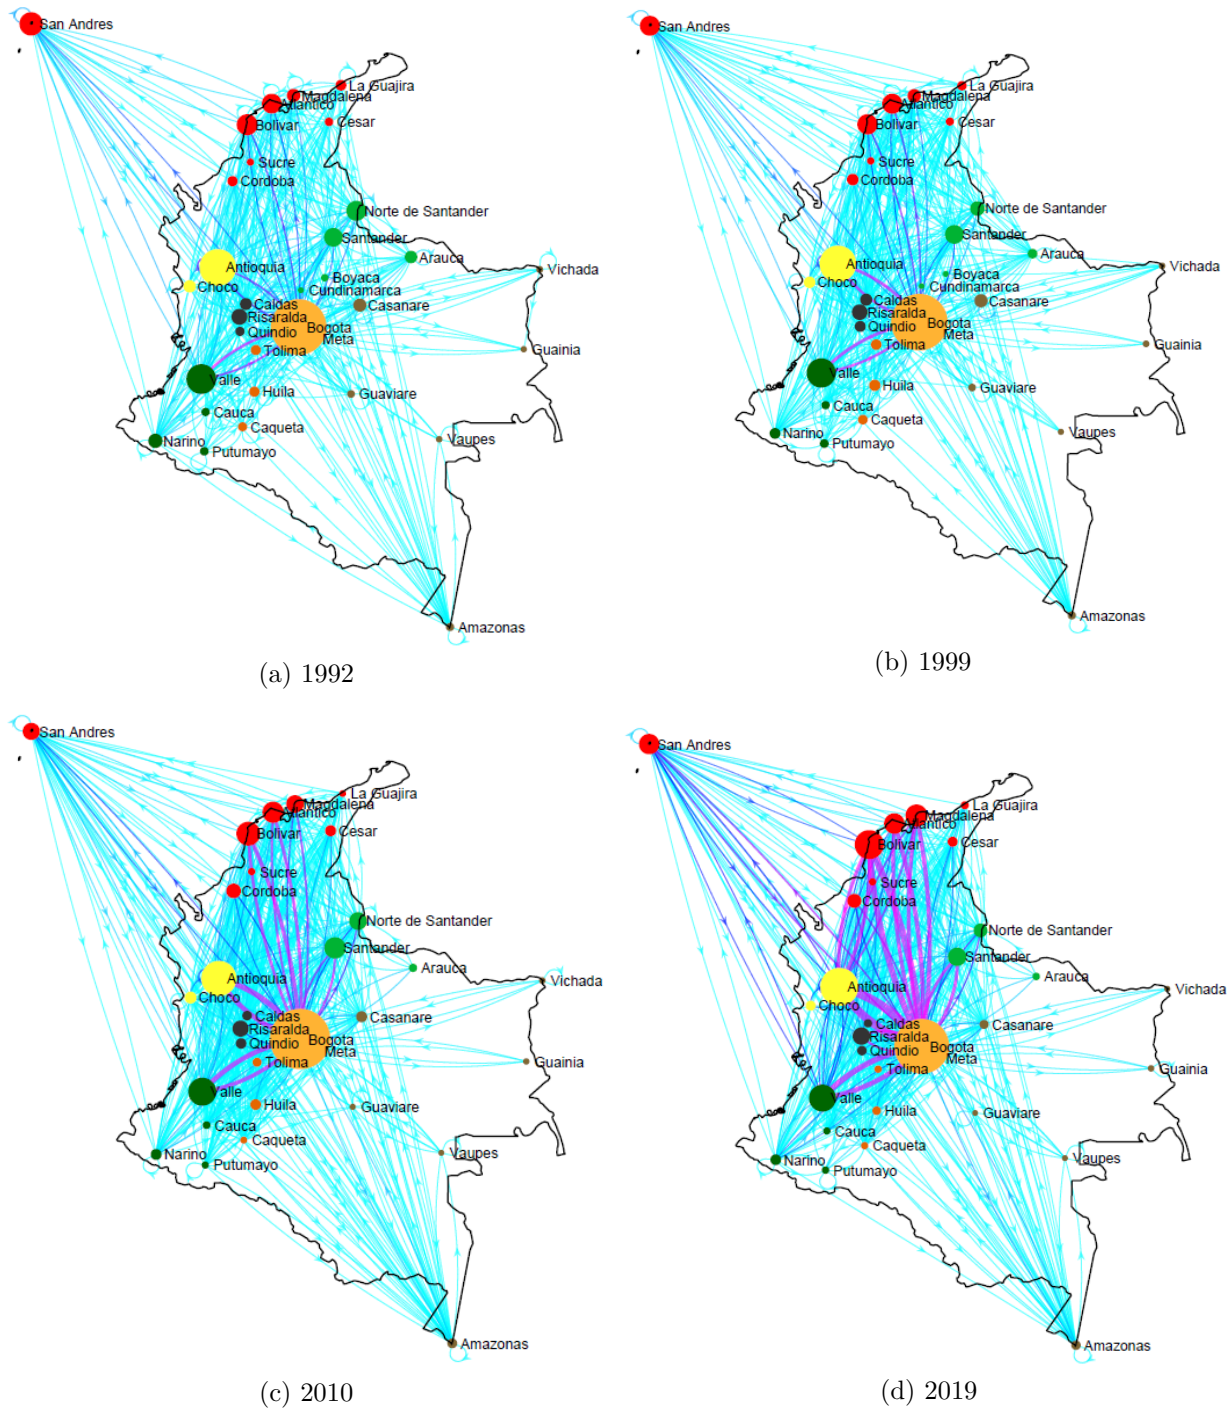 San Andres
La Guajira
Magdalena
Atlantico
Bolivar
Cesar
Sucre
Cordoba
Norte de Santander
Santander
Arauca
Antioquia
Vichada
Boyaca
Choco
Cundinamarca
Caldas
Casanare
Risaralda
Bogota
Quindio
Meta
Tolima
Guainia
Valle
Huila
Guaviare
Cauca
Caqueta
Narino
Vaupes
Putumayo
Amazonas
(a) 1992
San Andres
La Guajira
Magdalena
Atlantico
Bolivar
Cesar
Sucre
Cordoba
Norte de Santander
Santander
Arauca
Antioquia
Vichada
Boyaca
Choco
Cundinamarca
Caldas
Casanare
Risaralda
Bogota
Quindio
Meta
Tolima
Guainia
Valle
Huila
Guaviare
Cauca
Caqueta
Narino
Vaupes
Putumayo
Amazonas
(b) 1999
San Andres
La Guajira
Magdalena
Atlantico
Bolivar
Cesar
Sucre
Cordoba
Norte de Santander
Santander
Arauca
Antioquia
Vichada
Choco
Caldas
Casanare
Risaralda
Bogota
Quindio
Meta
Tolima
Guainia
Valle
Huila
Guaviare
Cauca
Caqueta
Narino
Vaupes
Putumayo
Amazonas
(c) 2010
San Andres
La Guajira
Magdalena
Atlantico
Bolivar
Cesar
Sucre
Cordoba
Norte de Santander
Santander
Arauca
Antioquia
Vichada
Choco
Caldas
Casanare
Risaralda
Bogota
Quindio
Meta
Tolima
Guainia
Valle
Huila
Guaviare
Cauca
Caqueta
Narino
Vaupes
Putumayo
Amazonas
(d) 2019